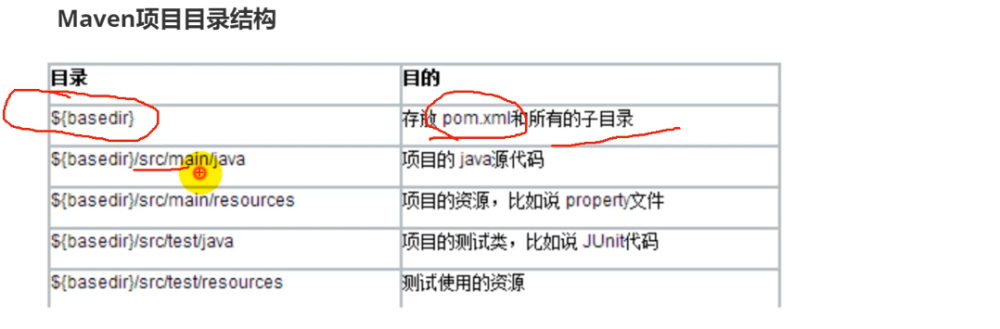 Maven项目目录结构
目录 目的
${basedir} 存放 pom.xml和所有的子目录
${basedir}/src/main/java 项目的 java源代码
${basedir}/src/main/resources 项目的资源，比如说 property文件
${basedir}/src/test/java 项目的测试类，比如说 JUnit代码
${basedir}/src/test/resources 测试使用的资源